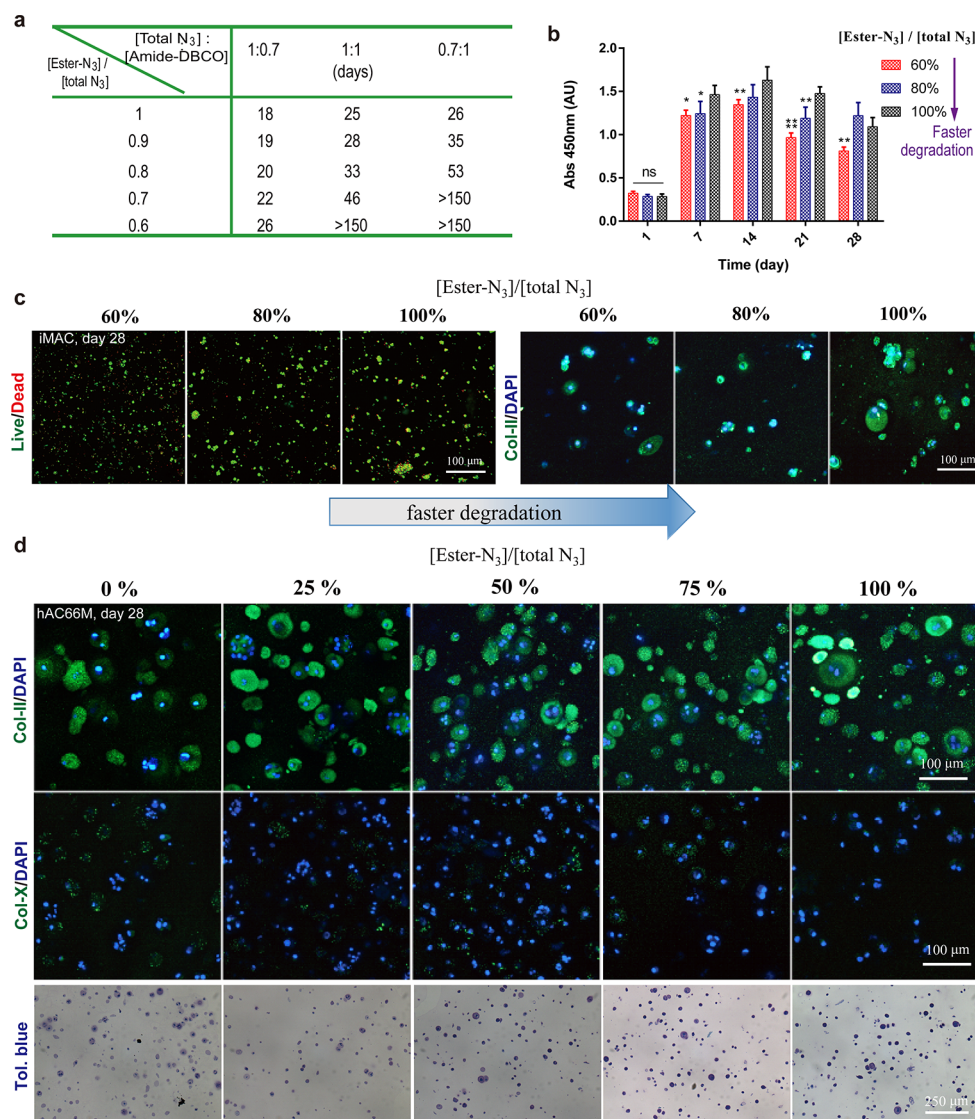 a
[Total N₃] :
[Amide-DBCO]
[Ester-N₃] /
[total N₃]
1:0.7 1:1 0.7:1
(days)
1 18 25 26
0.9 19 28 35
0.8 20 33 53
0.7 22 46 >150
0.6 26 >150 >150
b
[Ester-N₃] / [total N₃]
60%
80%
100%
Faster
degradation
Abs 450nm (AU)
2.0
1.5
1.0
0.5
0.0
ns
* *
**
** ** **
**
1 7 14 21 28
Time (day)
c
[Ester-N₃]/[total N₃]
60% 80% 100%
60% 80% 100%
iMAC, day 28
Live/Dead
100 µm
Col-II/DAPI
100 µm
faster degradation
d
[Ester-N₃]/[total N₃]
0 % 25 % 50 % 75 % 100 %
hAC66M, day 28
Col-II/DAPI
100 µm
Col-X/DAPI
100 µm
Tol. blue
250 µm